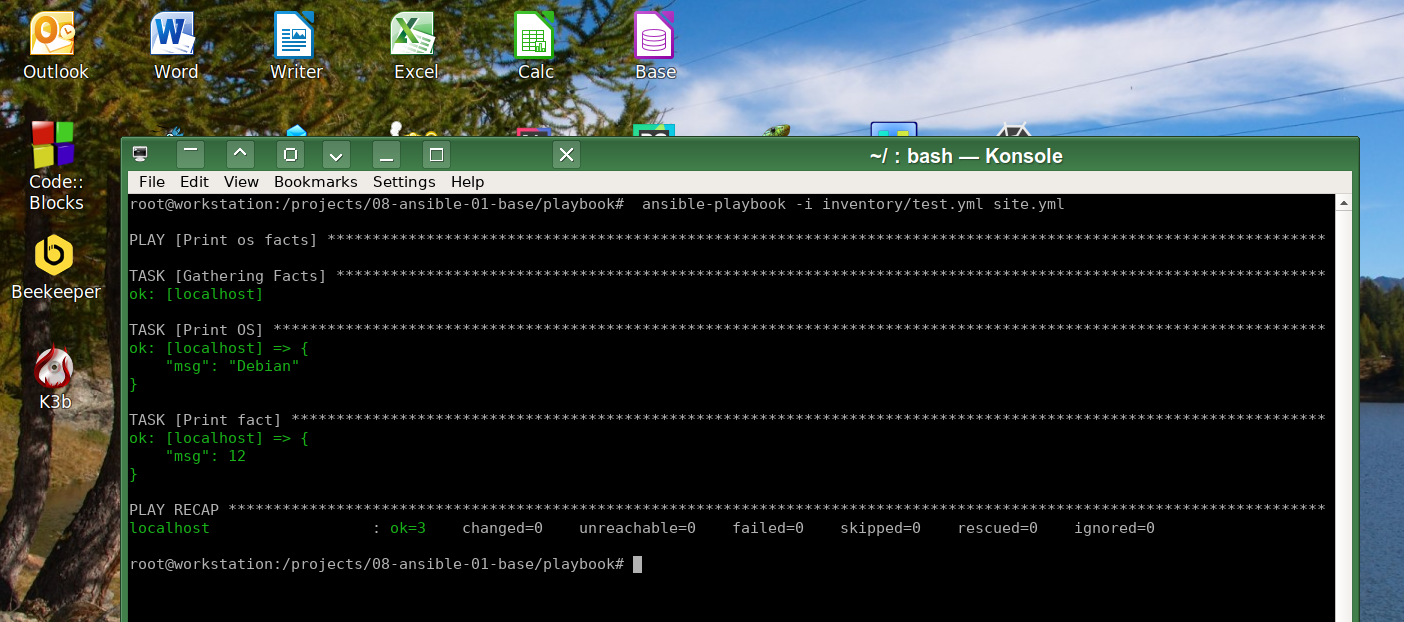 Outlook
Word
Writer
Excel
Calc
Base
Code::
Blocks
Beekeeper
K3b
~/ : bash — Konsole
File Edit View Bookmarks Settings Help
root@workstation:/projects/08-ansible-01-base/playbook#  ansible-playbook -i inventory/test.yml site.yml
PLAY [Print os facts] ***************************************************************************************************************
TASK [Gathering Facts] **************************************************************************************************************
ok: [localhost]
TASK [Print OS] *********************************************************************************************************************
ok: [localhost] => {
    "msg": "Debian"
}
TASK [Print fact] *******************************************************************************************************************
ok: [localhost] => {
    "msg": 12
}
PLAY RECAP **************************************************************************************************************************
localhost                  : ok=3    changed=0    unreachable=0    failed=0    skipped=0    rescued=0    ignored=0
root@workstation:/projects/08-ansible-01-base/playbook#